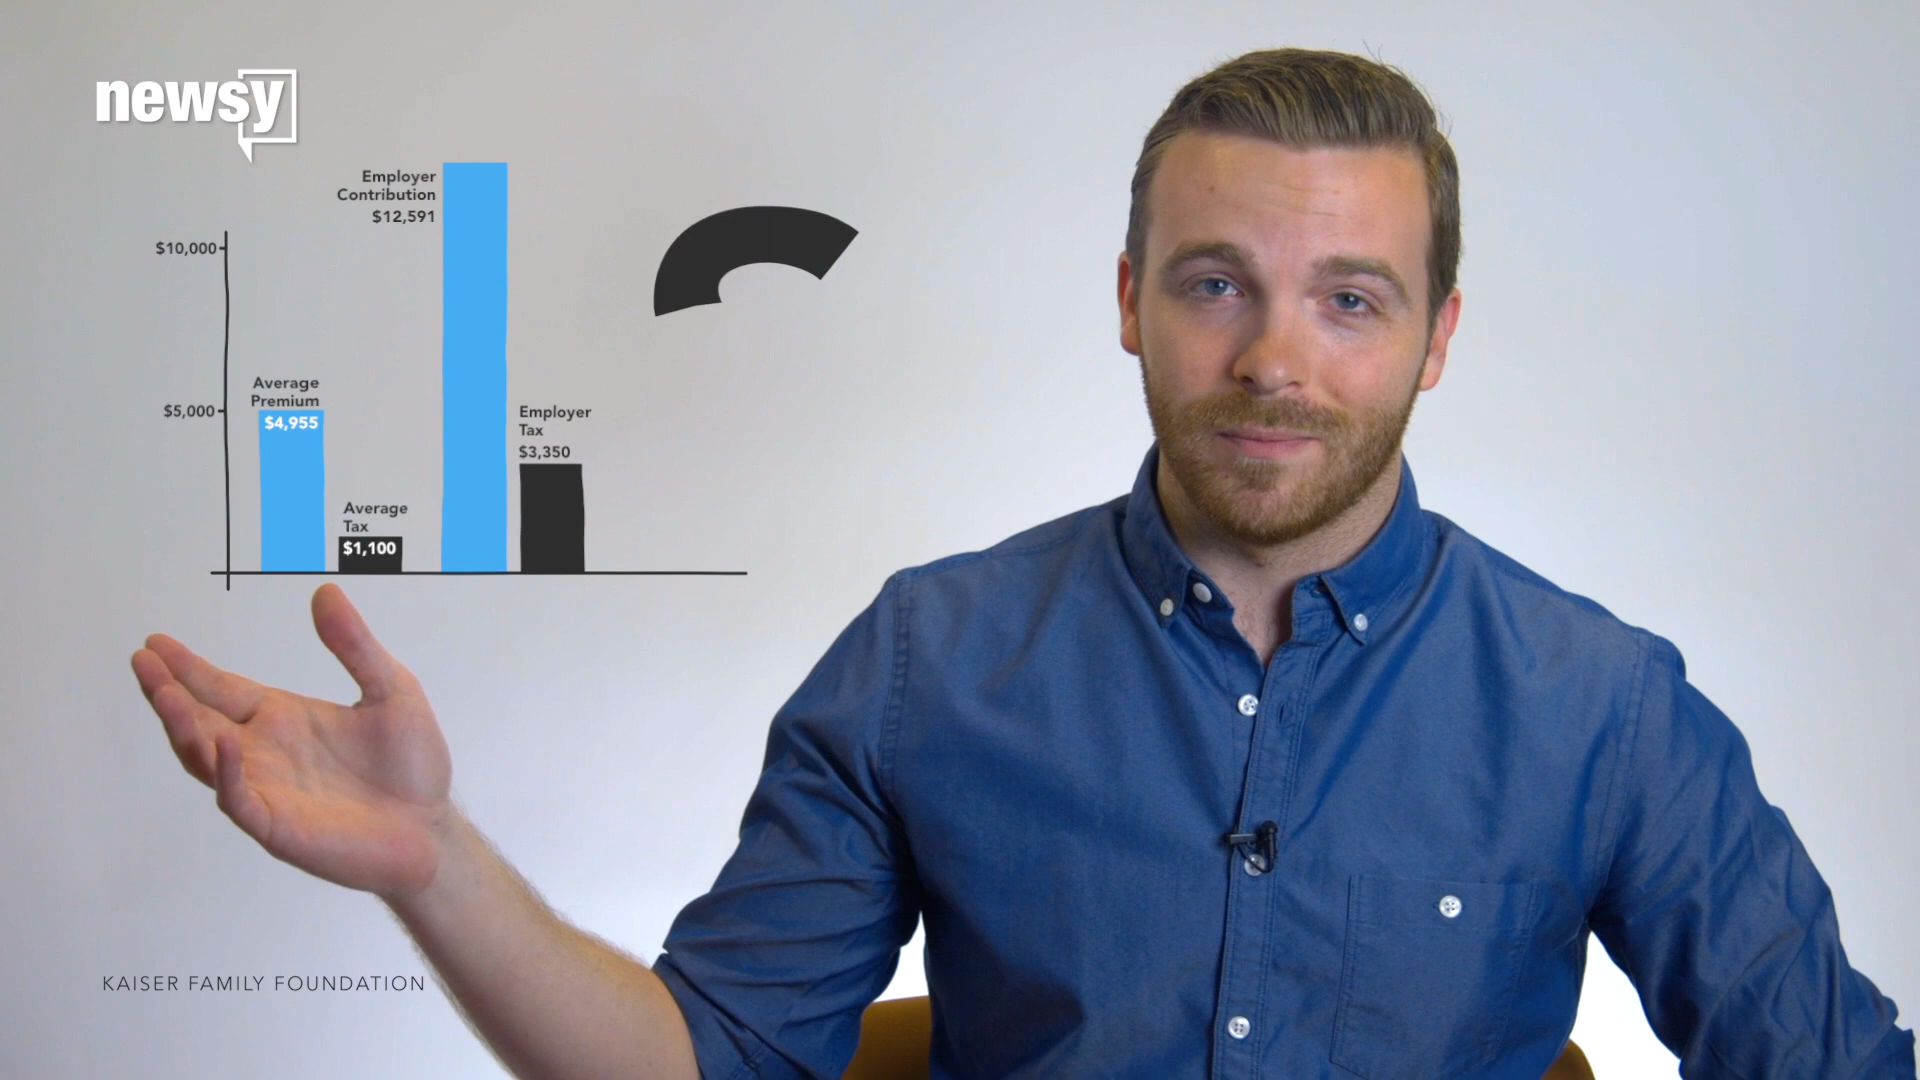 newsy
Employer
Contribution
$12,591
$10,000
Average
Premium
$4,955
$5,000
Employer
Tax
$3,350
Average
Tax
$1,100
KAISER FAMILY FOUNDATION